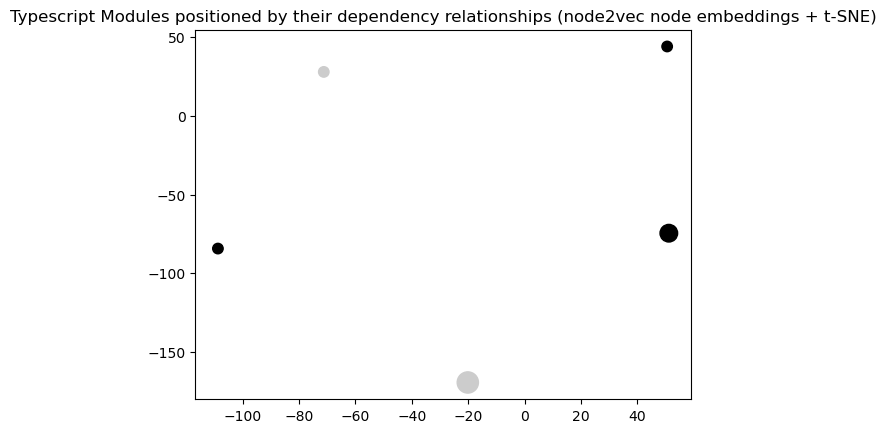 Typescript Modules positioned by their dependency relationships (node2vec node embeddings + t-SNE)
50
0
−50
−100
−150
−100 −80 −60 −40 −20 0 20 40